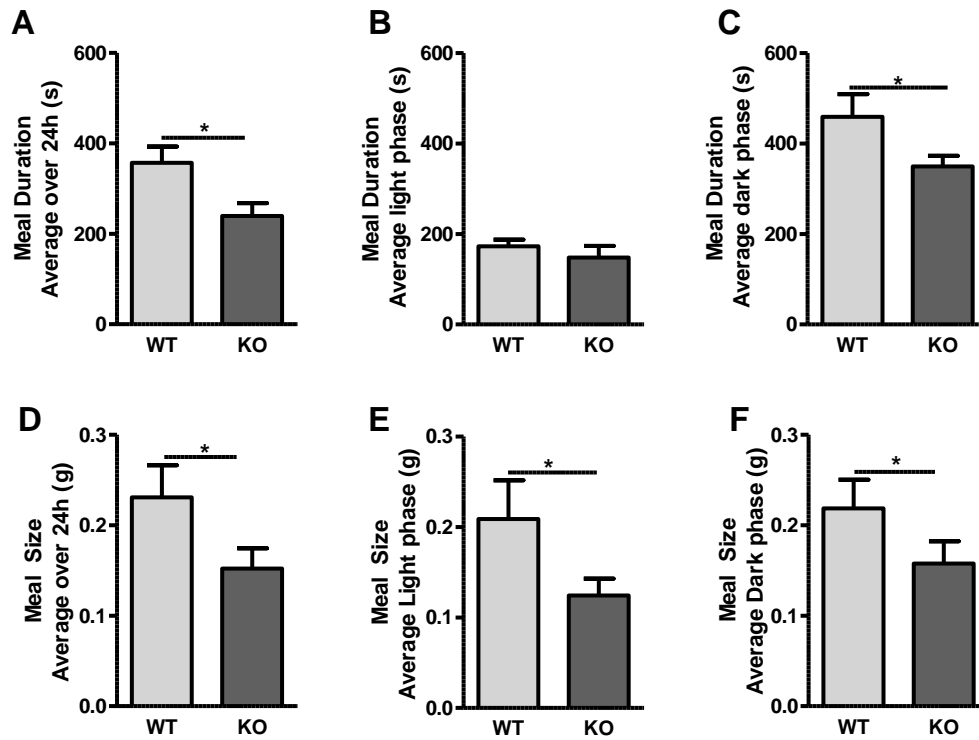 A
Meal Duration
Average over 24h (s)
600
400
200
0
*
WT KO
B
Meal Duration
Average light phase (s)
600
400
200
0
WT KO
C
Meal Duration
Average dark phase (s)
600
400
200
0
*
WT KO
D
Meal Size
Average over 24h (g)
0.3
0.2
0.1
0.0
*
WT KO
E
Meal Size
Average Light phase (g)
0.3
0.2
0.1
0.0
*
WT KO
F
Meal Size
Average Dark phase (g)
0.3
0.2
0.1
0.0
*
WT KO